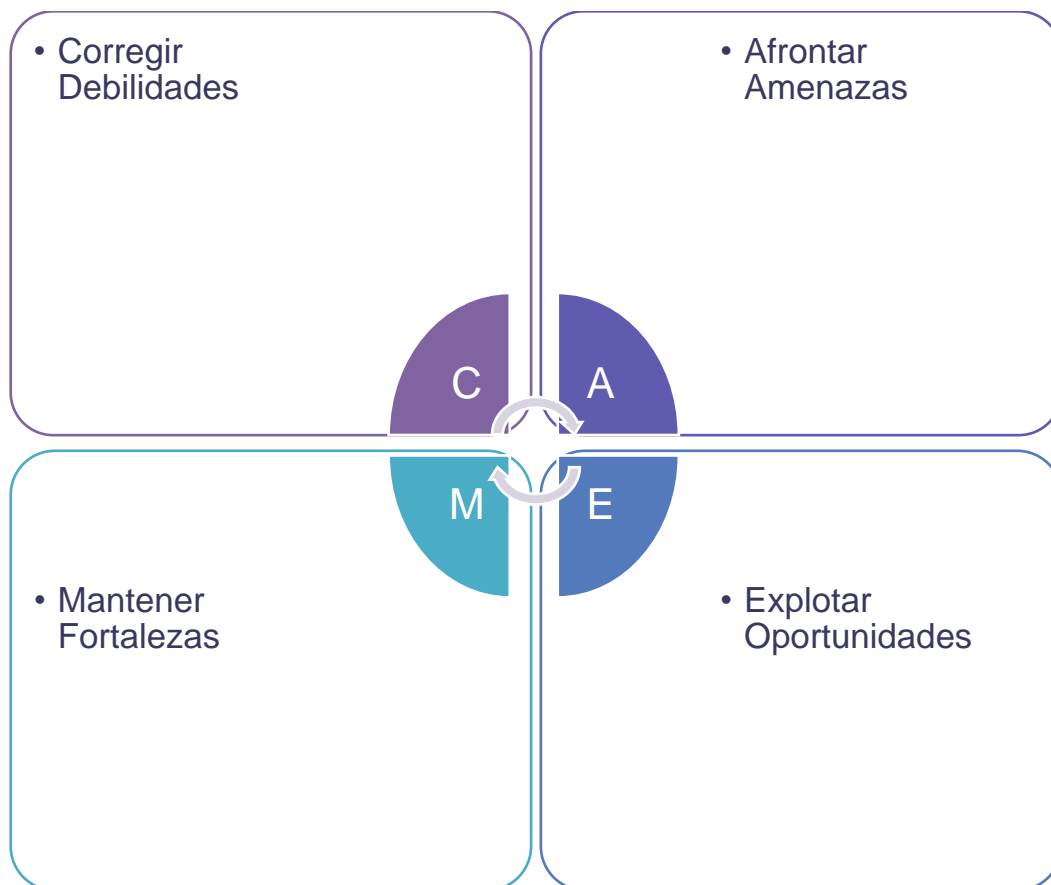 • Corregir
Debilidades
• Afrontar
Amenazas
C
A
M
E
• Mantener
Fortalezas
• Explotar
Oportunidades